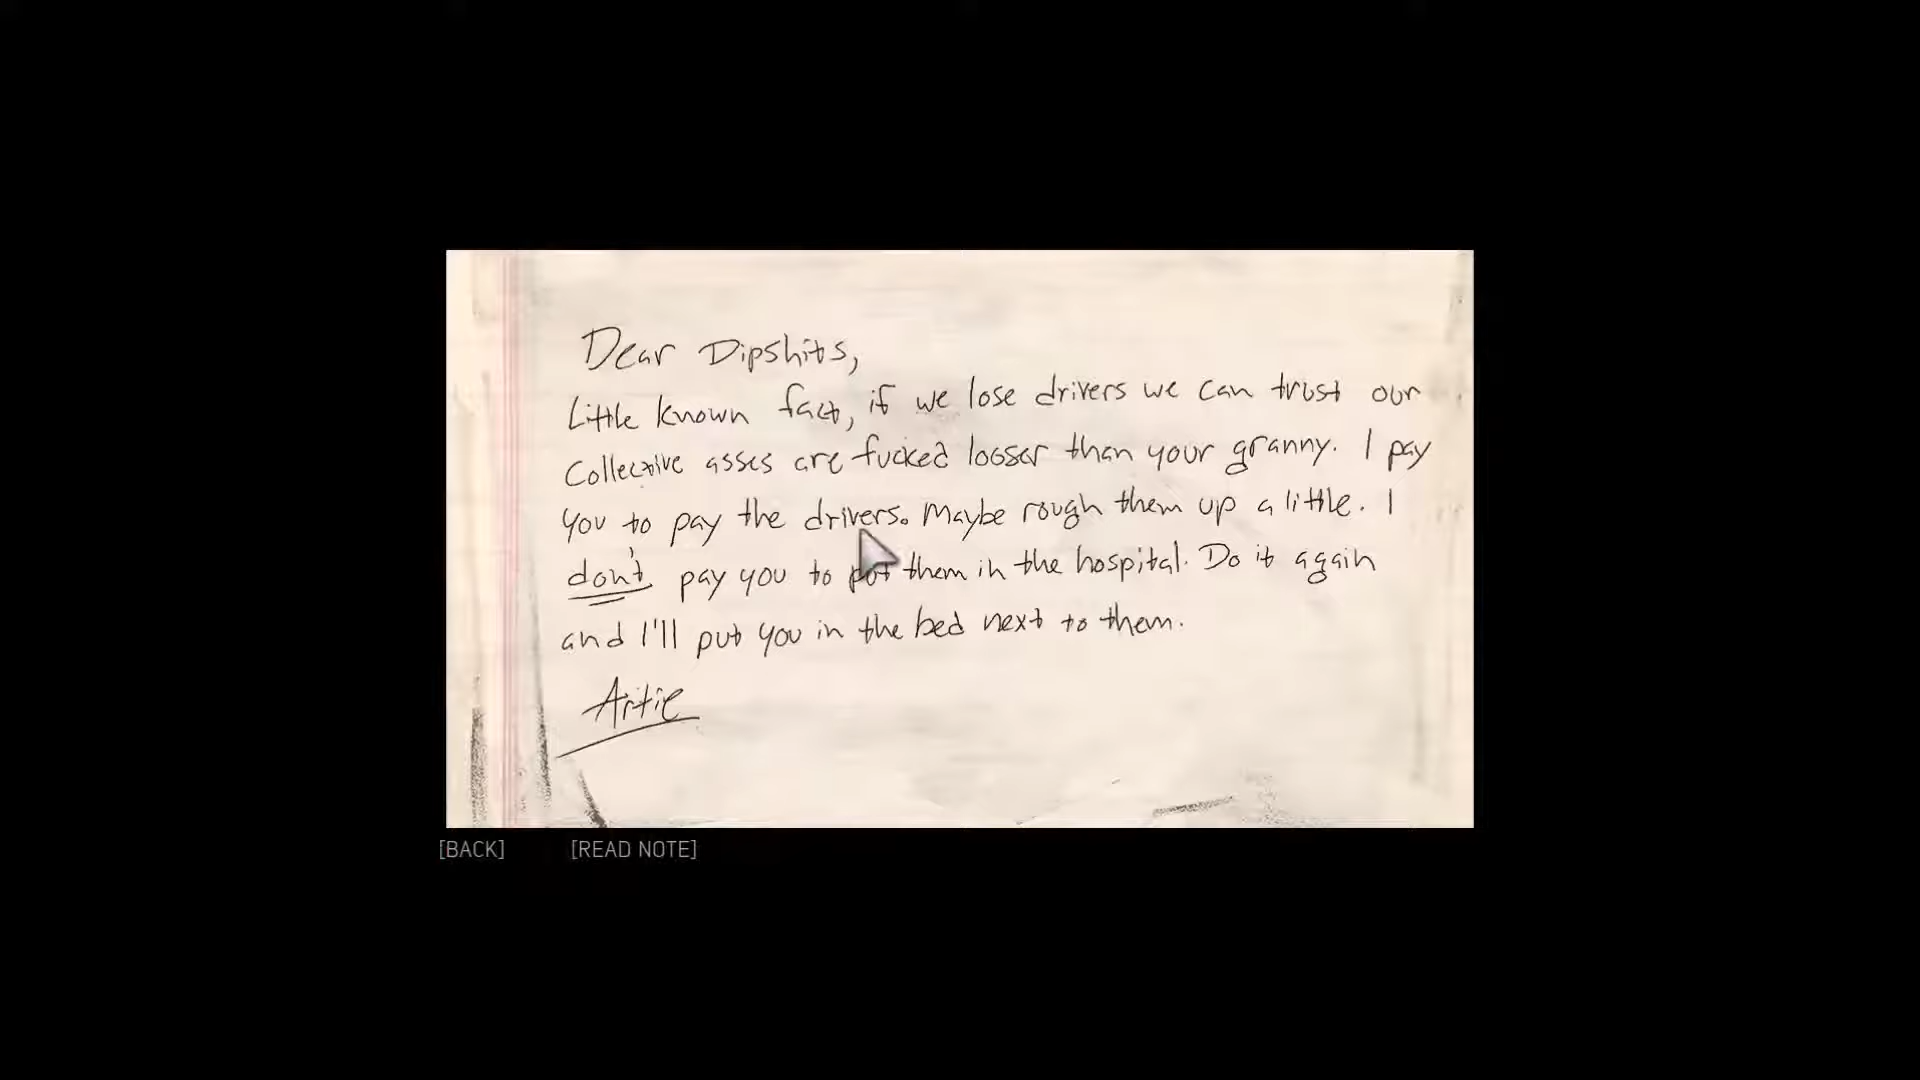 Dear Dipshits,
Little known fact, if we lose drivers we can trust our
Collective asses are fucked looser than your granny. I pay
you to pay the drivers. Maybe rough them up a little. I
don't pay you to put them in the hospital. Do it again
and I'll put you in the bed next to them.
Artie
[BACK] [READ NOTE]